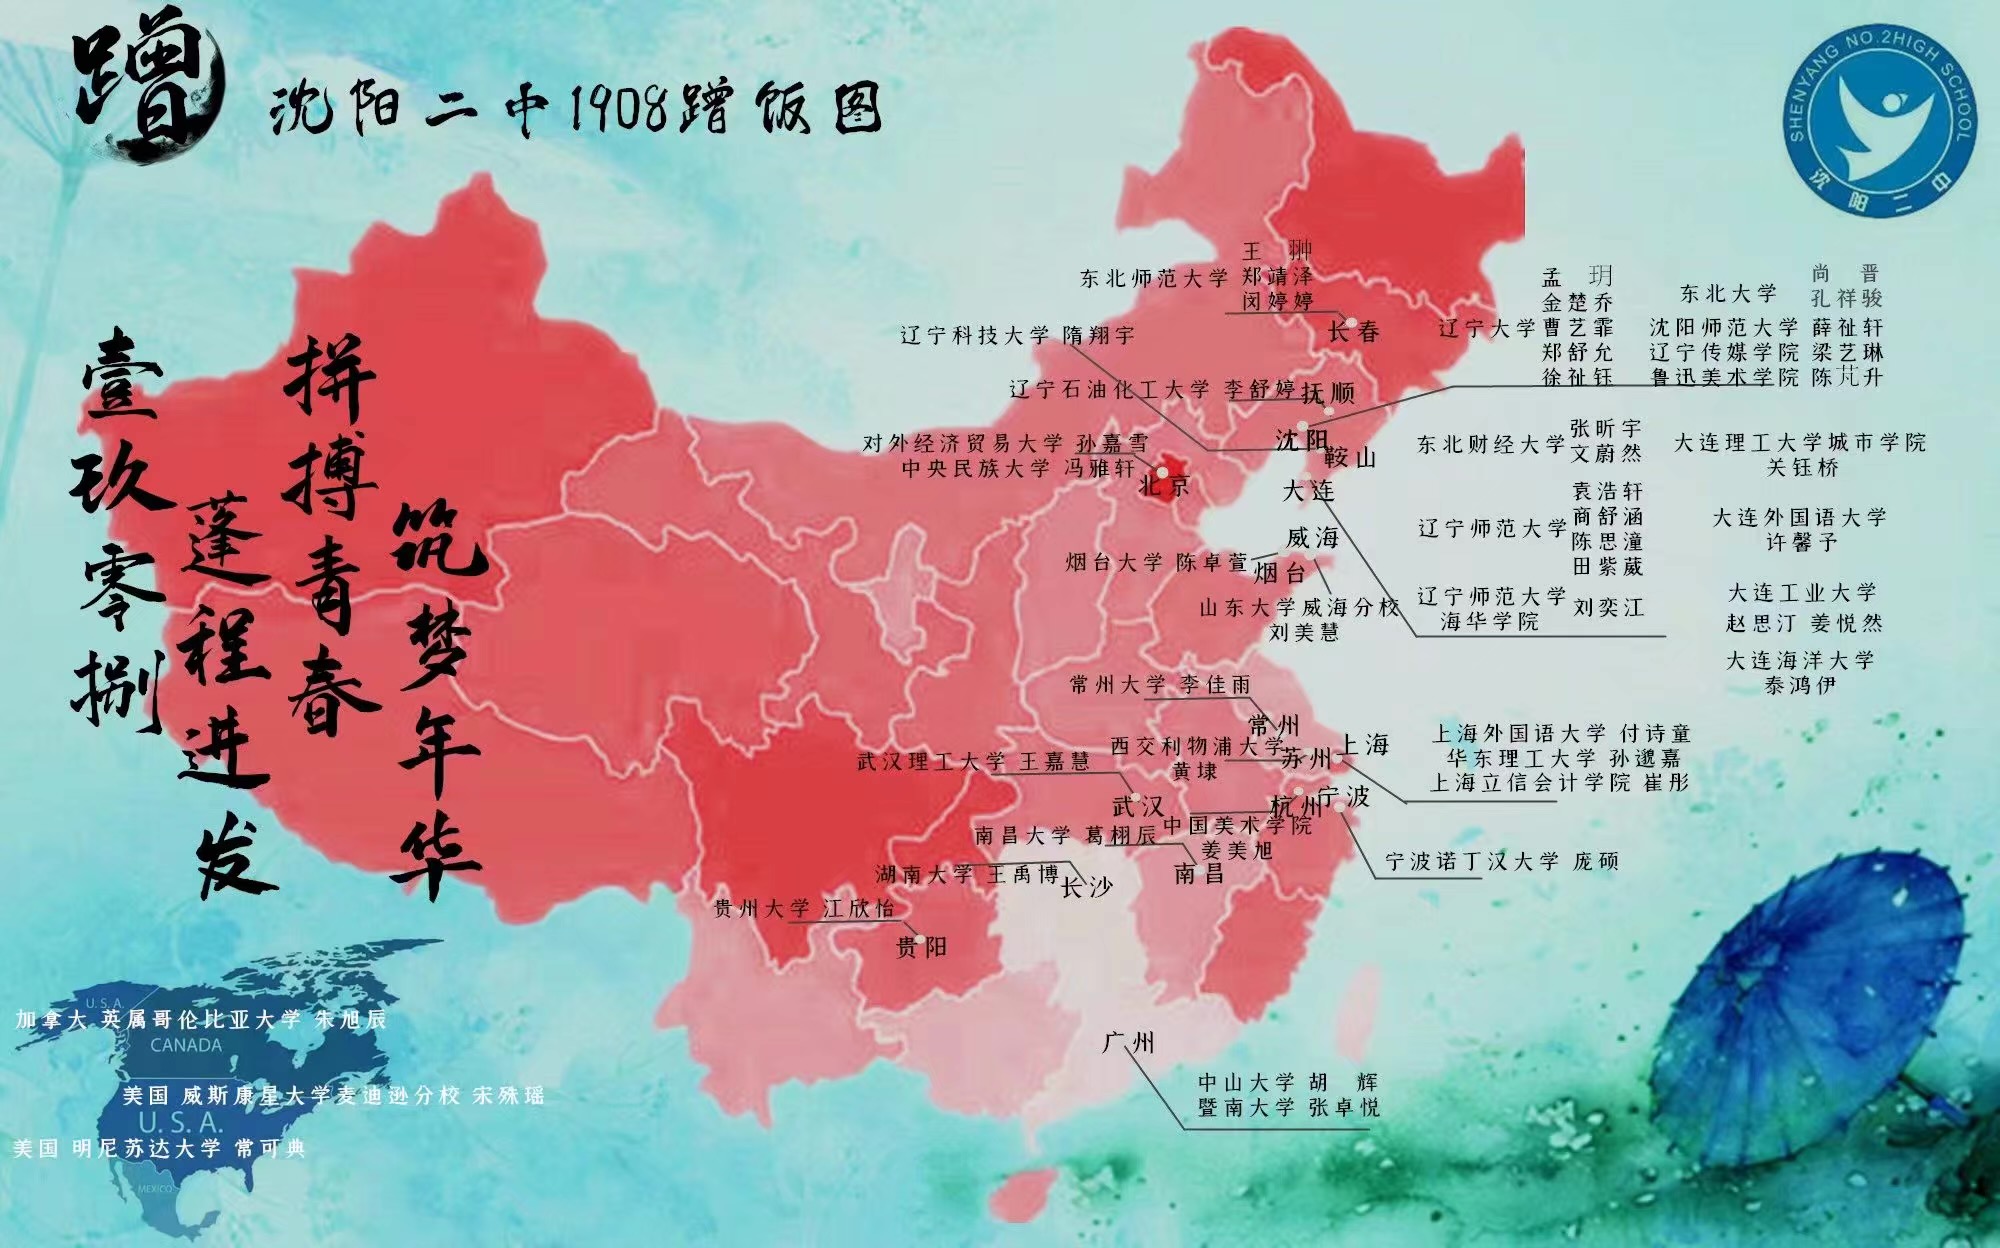 蹭
沈阳二中1908蹭饭图
SHENYANG NO.2HIGH SCHOOL
沈阳二中
壹玖零捌
蓬程进发
拼搏青春
筑梦年华
王 翀
东北师范大学 郑靖泽
闵婷婷
长春
辽宁科技大学 隋翔宇
辽宁石油化工大学 李舒婷
抚顺
对外经济贸易大学 孙嘉雪
中央民族大学 冯雅轩
北京
沈阳
鞍山
孟 玥
金楚乔
辽宁大学 曹艺霏
郑舒允
徐祉钰
尚 晋
东北大学 孔祥骏
沈阳师范大学 薛祉轩
辽宁传媒学院 梁艺琳
鲁迅美术学院 陈芃升
大连
张昕宇
东北财经大学 文蔚然
袁浩轩
商舒涵
辽宁师范大学 陈思潼
田紫葳
辽宁师范大学
海华学院 刘奕江
大连理工大学城市学院
关钰桥
大连外国语大学
许馨予
大连工业大学
赵思汀 姜悦然
大连海洋大学
泰鸿伊
威海
烟台大学 陈卓萱
烟台
山东大学威海分校
刘美慧
常州大学 李佳雨
常州
西交利物浦大学
黄埭
苏州
上海
上海外国语大学 付诗童
华东理工大学 孙邈嘉
上海立信会计学院 崔彤
武汉理工大学 王嘉慧
武汉
杭州
宁波
中国美术学院
姜美旭
宁波诺丁汉大学 庞硕
南昌大学 葛栩辰
南昌
湖南大学 王禹博
长沙
贵州大学 江欣怡
贵阳
广州
中山大学 胡 辉
暨南大学 张卓悦
U.S.A.
加拿大 英属哥伦比亚大学 朱旭辰
CANADA
美国 威斯康星大学麦迪逊分校 宋殊瑶
U.S.A.
美国 明尼苏达大学 常可典
MEXICO